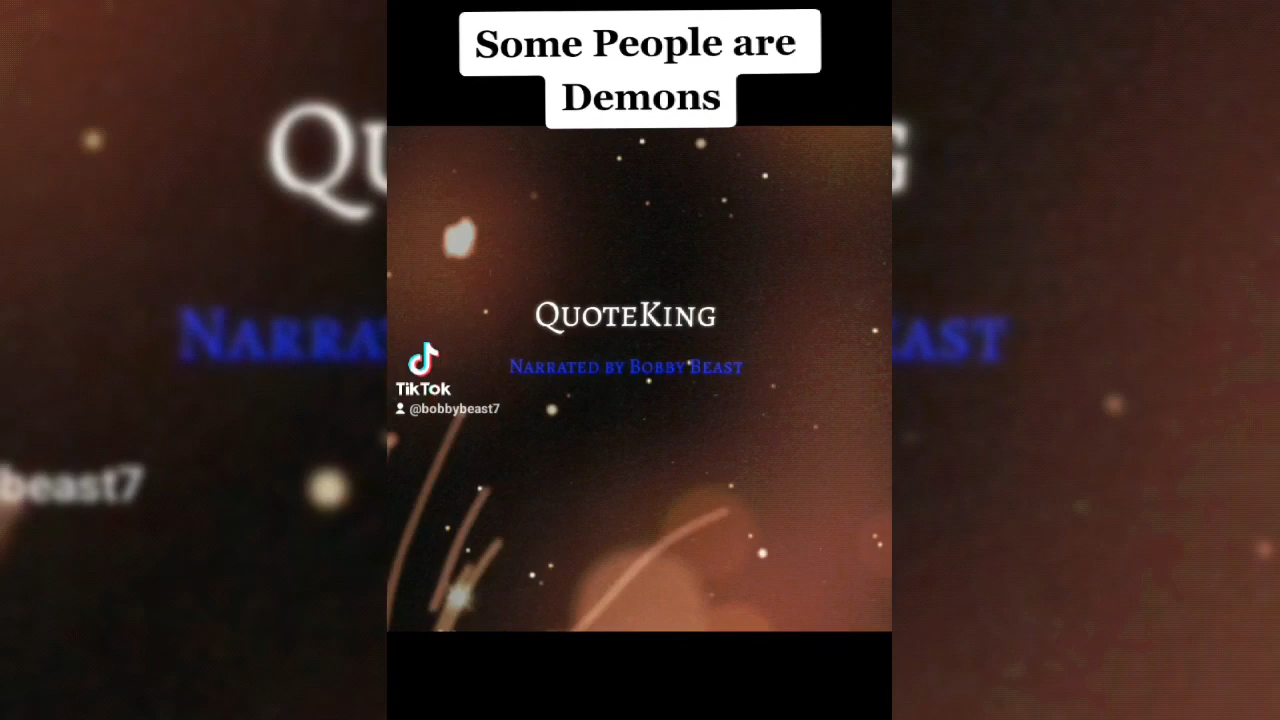 Some People are
Demons
QuoteKing
Narrated by Bobby Beast
TikTok
@bobbybeast7